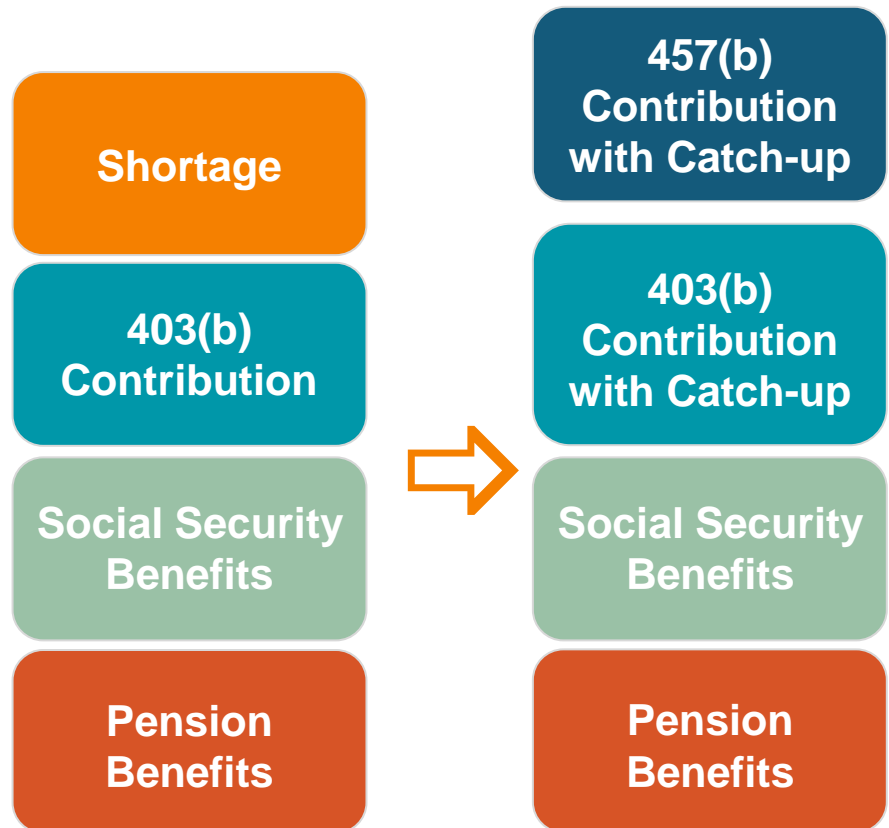 Shortage
403(b)
Contribution
Social Security
Benefits
Pension
Benefits
457(b)
Contribution
with Catch-up
403(b)
Contribution
with Catch-up
Social Security
Benefits
Pension
Benefits